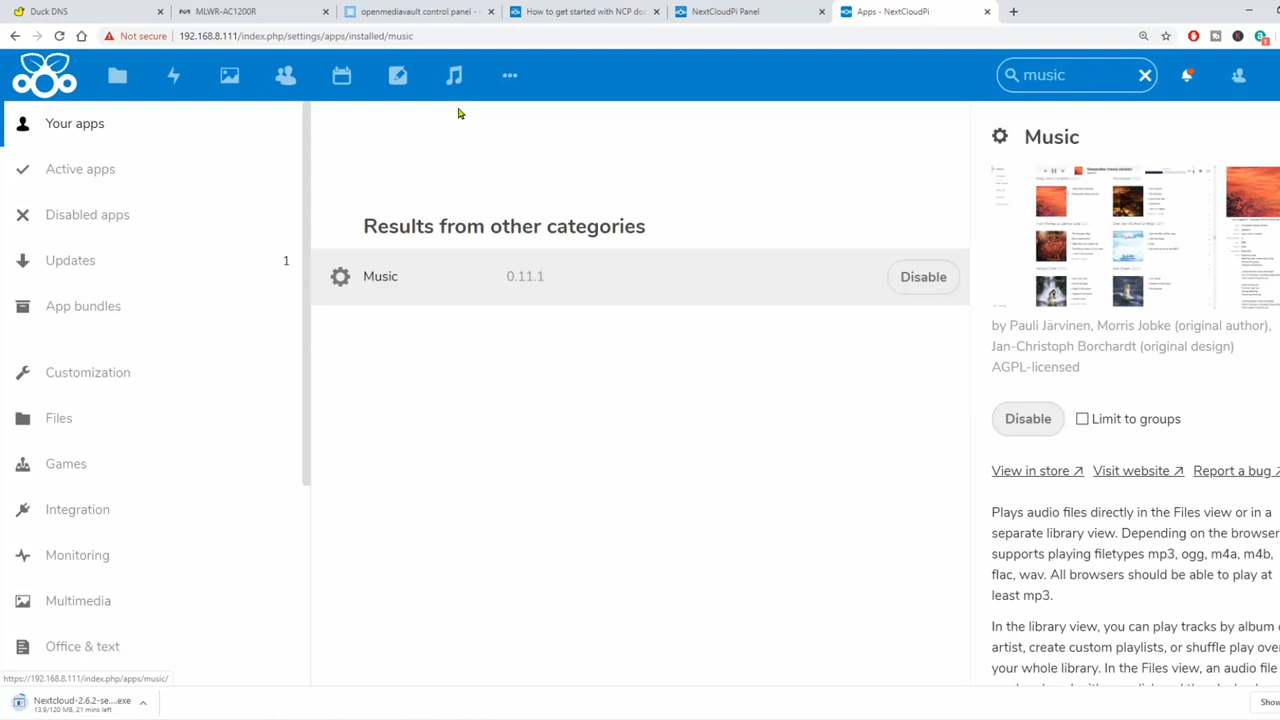 Duck DNS
MLWR-AC1200R
openmediavault control panel -
How to get started with NCP do
NextCloudPi Panel
Apps - NextCloudPi
Not secure 192.168.8.111/index.php/settings/apps/installed/music
music
Your apps
Active apps
Disabled apps
Updates 1
App bundles
Customization
Files
Games
Integration
Monitoring
Multimedia
Office & text
Results from other categories
Music 0.11.1 Disable
Music
by Pauli Järvinen, Morris Jobke (original author),
Jan-Christoph Borchardt (original design)
AGPL-licensed
Disable Limit to groups
View in store ↗ Visit website ↗ Report a bug ↗
Plays audio files directly in the Files view or in a
separate library view. Depending on the browser
supports playing filetypes mp3, ogg, m4a, m4b,
flac, wav. All browsers should be able to play at
least mp3.
In the library view, you can play tracks by album
artist, create custom playlists, or shuffle play over
your whole library. In the Files view, an audio file
https://192.168.8.111/index.php/apps/music/
Nextcloud-2.6.2-se....exe
13.9/120 MB, 21 mins left
Show